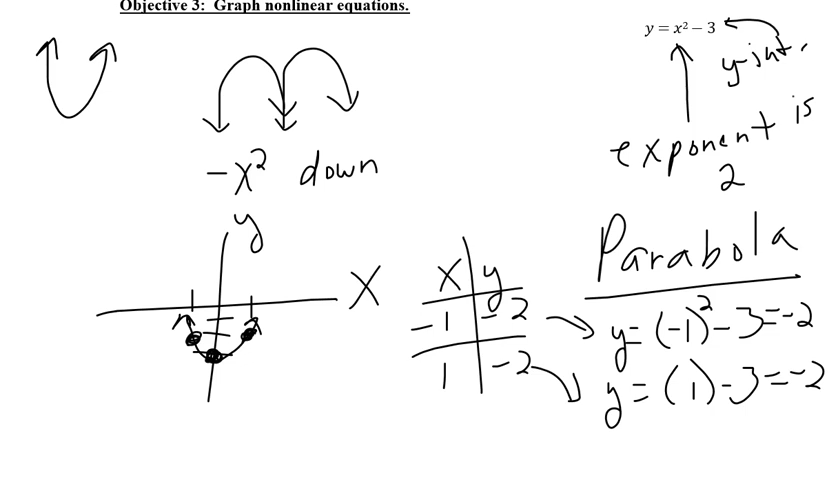 Objective 3:  Graph nonlinear equations.
y = x² – 3
y-int.
exponent is
2
-x² down
y
X
Parabola
X y
-1 -2
1 -2
y = (-1)² - 3 = -2
y = (1) - 3 = -2